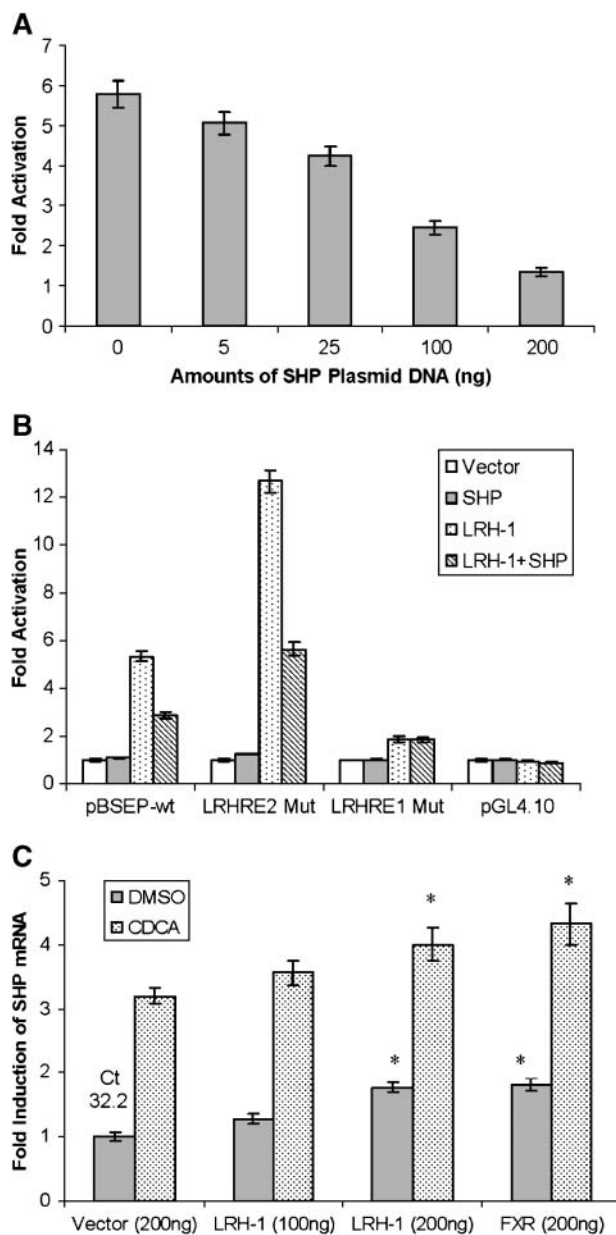 A
Fold Activation
7
6
5
4
3
2
1
0
0 5 25 100 200
Amounts of SHP Plasmid DNA (ng)
B
Fold Activation
14
12
10
8
6
4
2
0
Vector
SHP
LRH-1
LRH-1+SHP
pBSEP-wt LRHRE2 Mut LRHRE1 Mut pGL4.10
C
Fold Induction of SHP mRNA
5
4
3
2
1
0
DMSO
CDCA
Ct
32.2
* * * *
Vector (200ng) LRH-1 (100ng) LRH-1 (200ng) FXR (200ng)